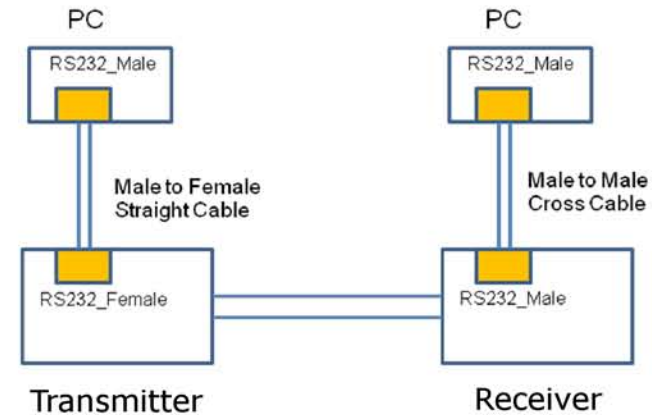 PC
PC
RS232_Male
RS232_Male
Male to Female
Straight Cable
Male to Male
Cross Cable
RS232_Female
RS232_Male
Transmitter
Receiver